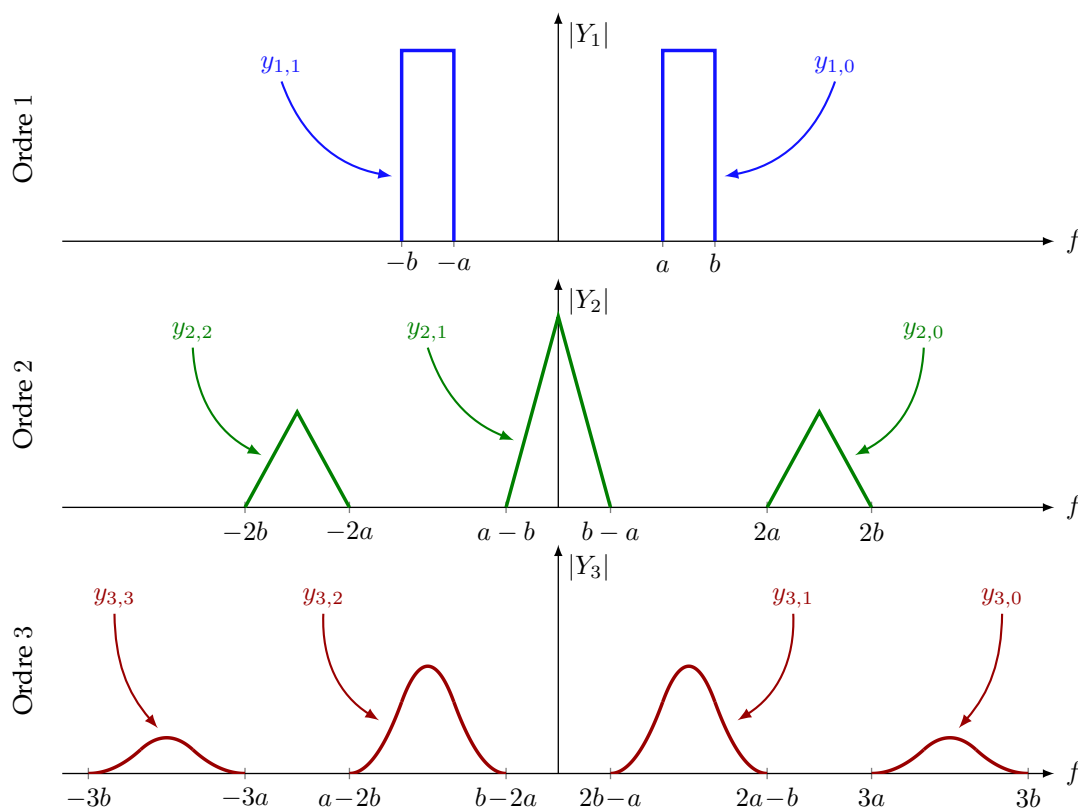 |Y₁|
y₁,₁
y₁,₀
Ordre 1
f
−b
−a
a
b
|Y₂|
y₂,₂
y₂,₁
y₂,₀
Ordre 2
f
−2b
−2a
a − b
b − a
2a
2b
|Y₃|
y₃,₃
y₃,₂
y₃,₁
y₃,₀
Ordre 3
f
−3b
−3a
a−2b
b−2a
2b−a
2a−b
3a
3b